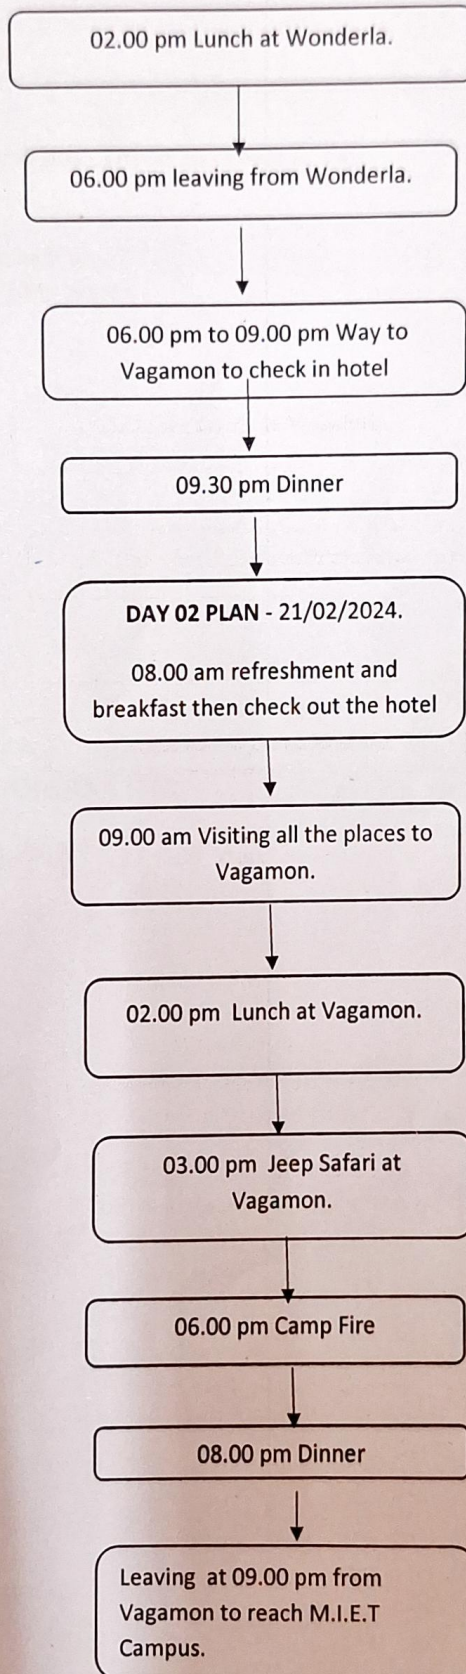 02.00 pm Lunch at Wonderla.
06.00 pm leaving from Wonderla.
06.00 pm to 09.00 pm Way to
Vagamon to check in hotel
09.30 pm Dinner
DAY 02 PLAN - 21/02/2024.
08.00 am refreshment and
breakfast then check out the hotel
09.00 am Visiting all the places to
Vagamon.
02.00 pm Lunch at Vagamon.
03.00 pm Jeep Safari at
Vagamon.
06.00 pm Camp Fire
08.00 pm Dinner
Leaving at 09.00 pm from
Vagamon to reach M.I.E.T
Campus.